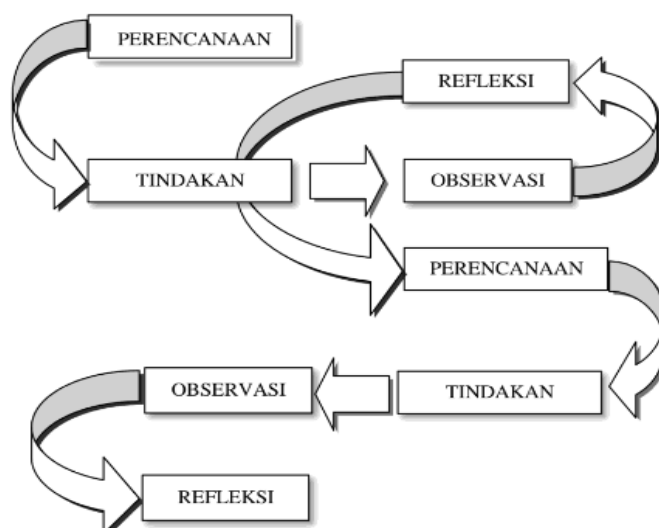 PERENCANAAN
REFLEKSI
TINDAKAN
OBSERVASI
PERENCANAAN
OBSERVASI
TINDAKAN
REFLEKSI